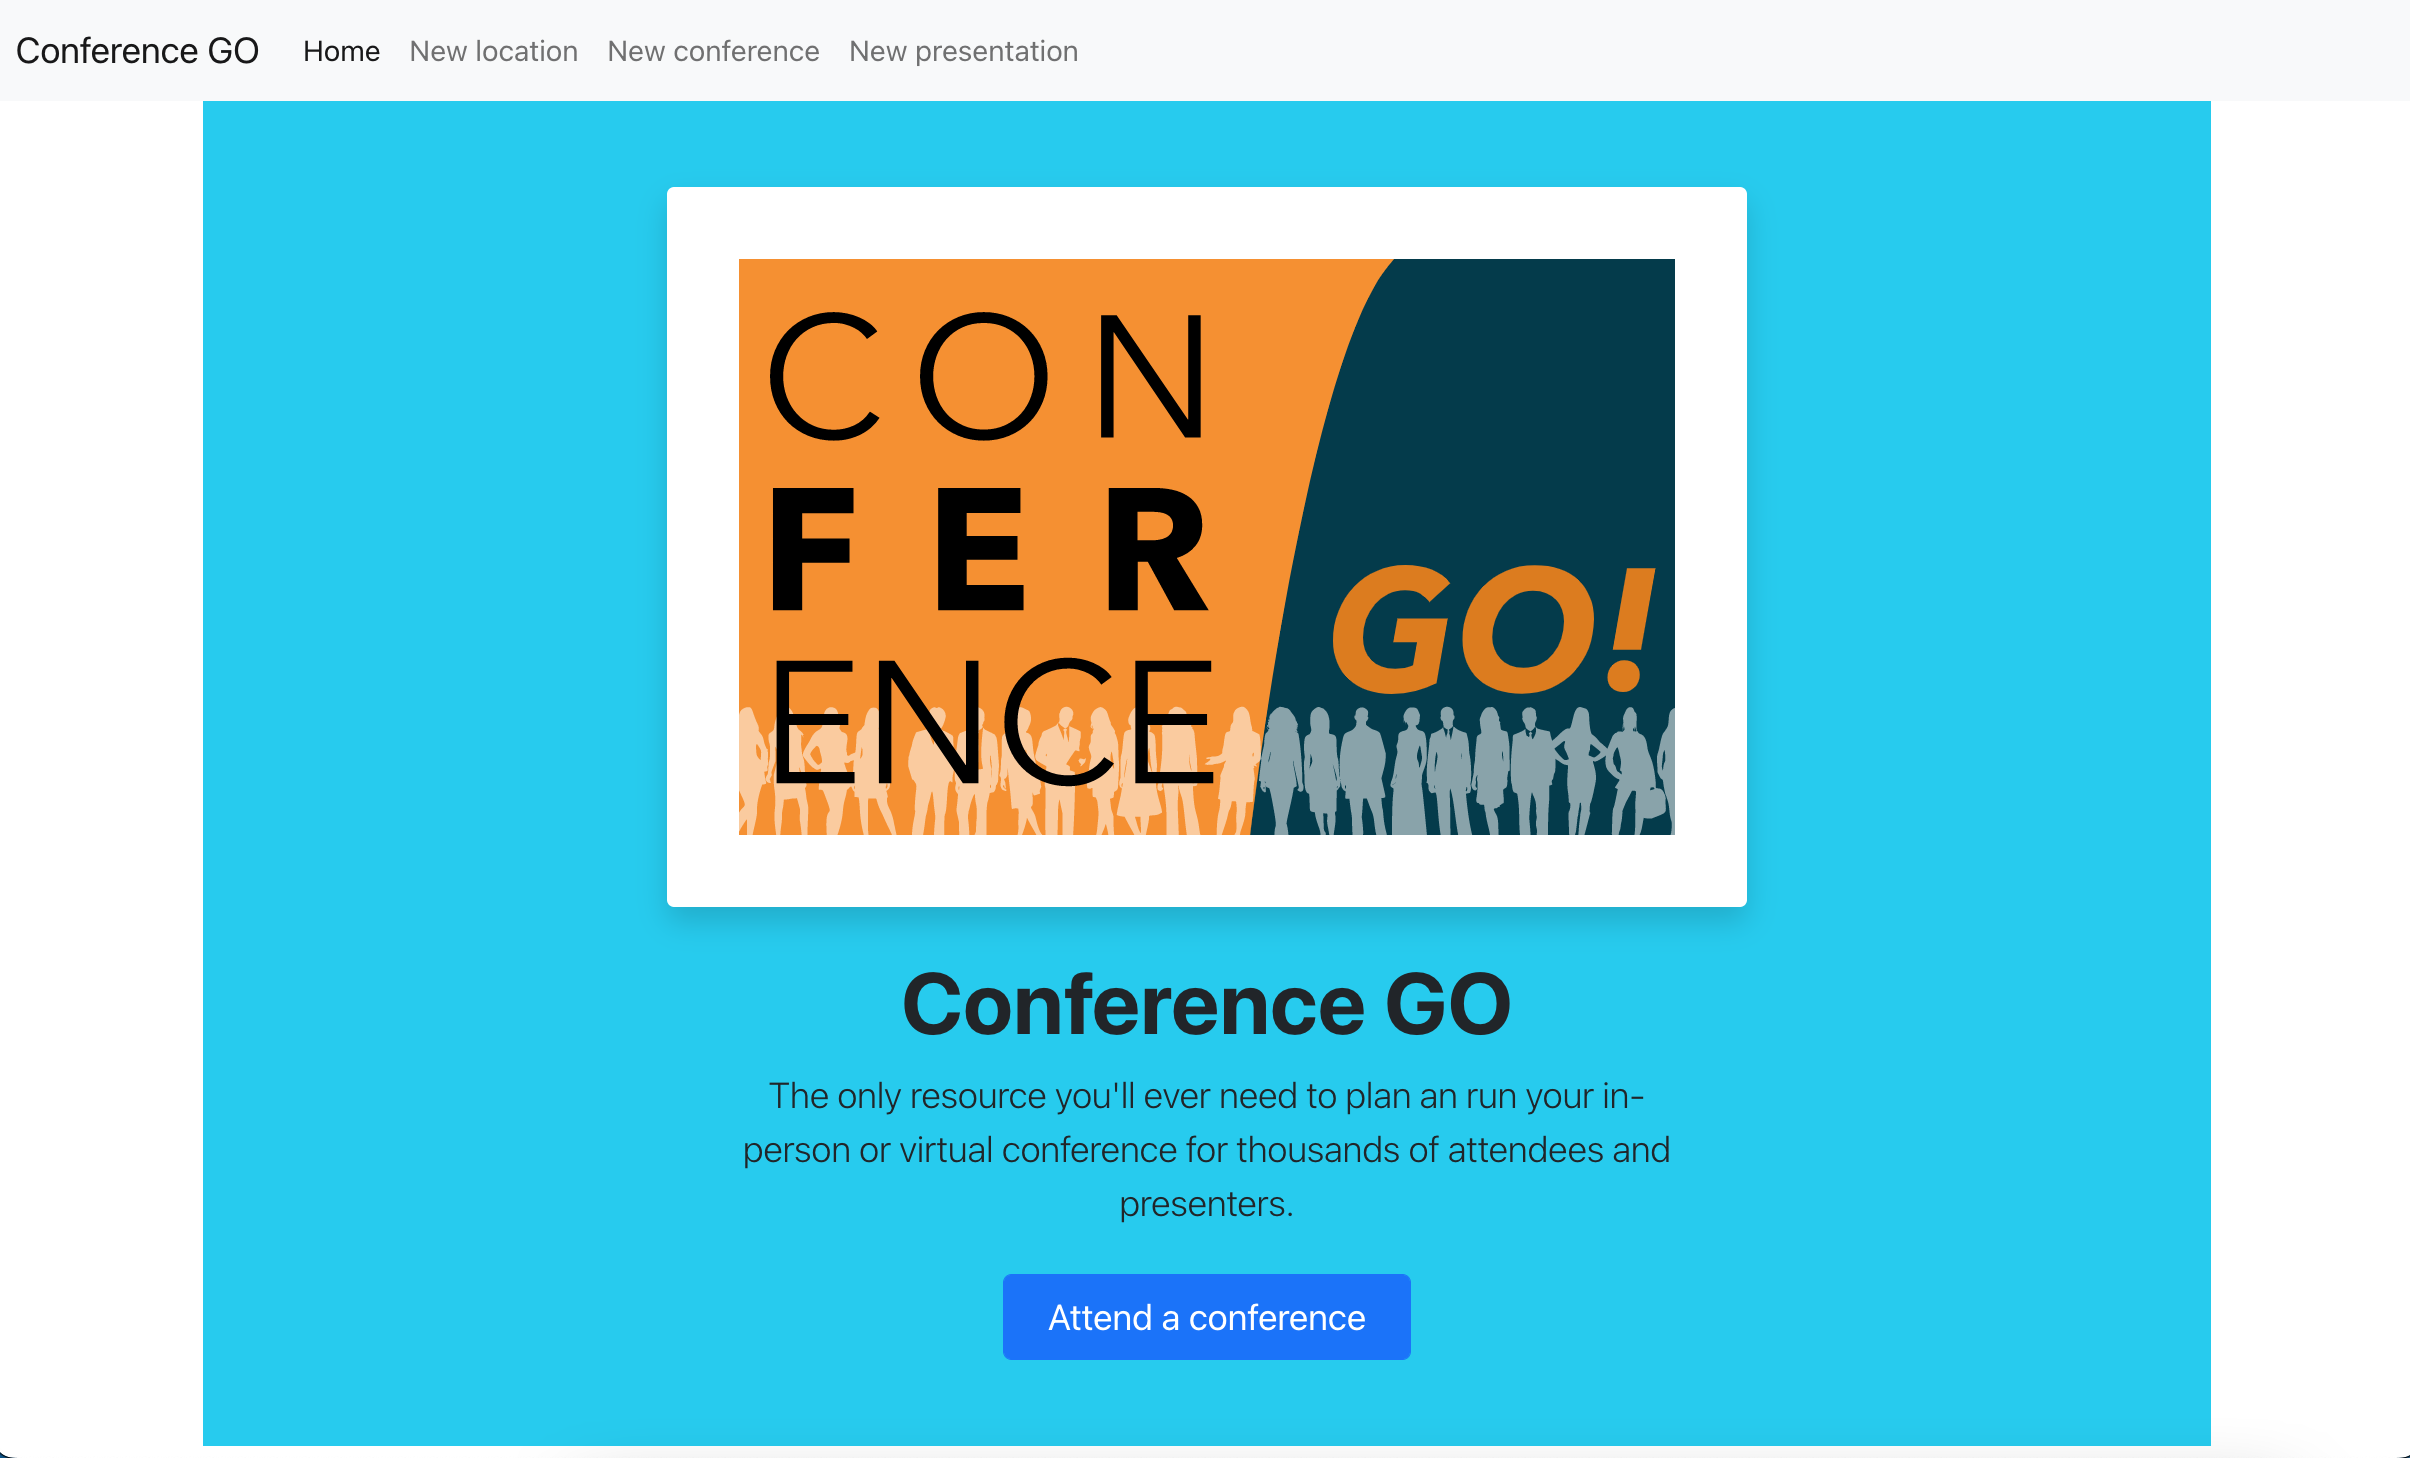 Conference GO Home New location New conference New presentation
CON
FER
ENCE
GO!
Conference GO
The only resource you'll ever need to plan an run your in-
person or virtual conference for thousands of attendees and
presenters.
Attend a conference